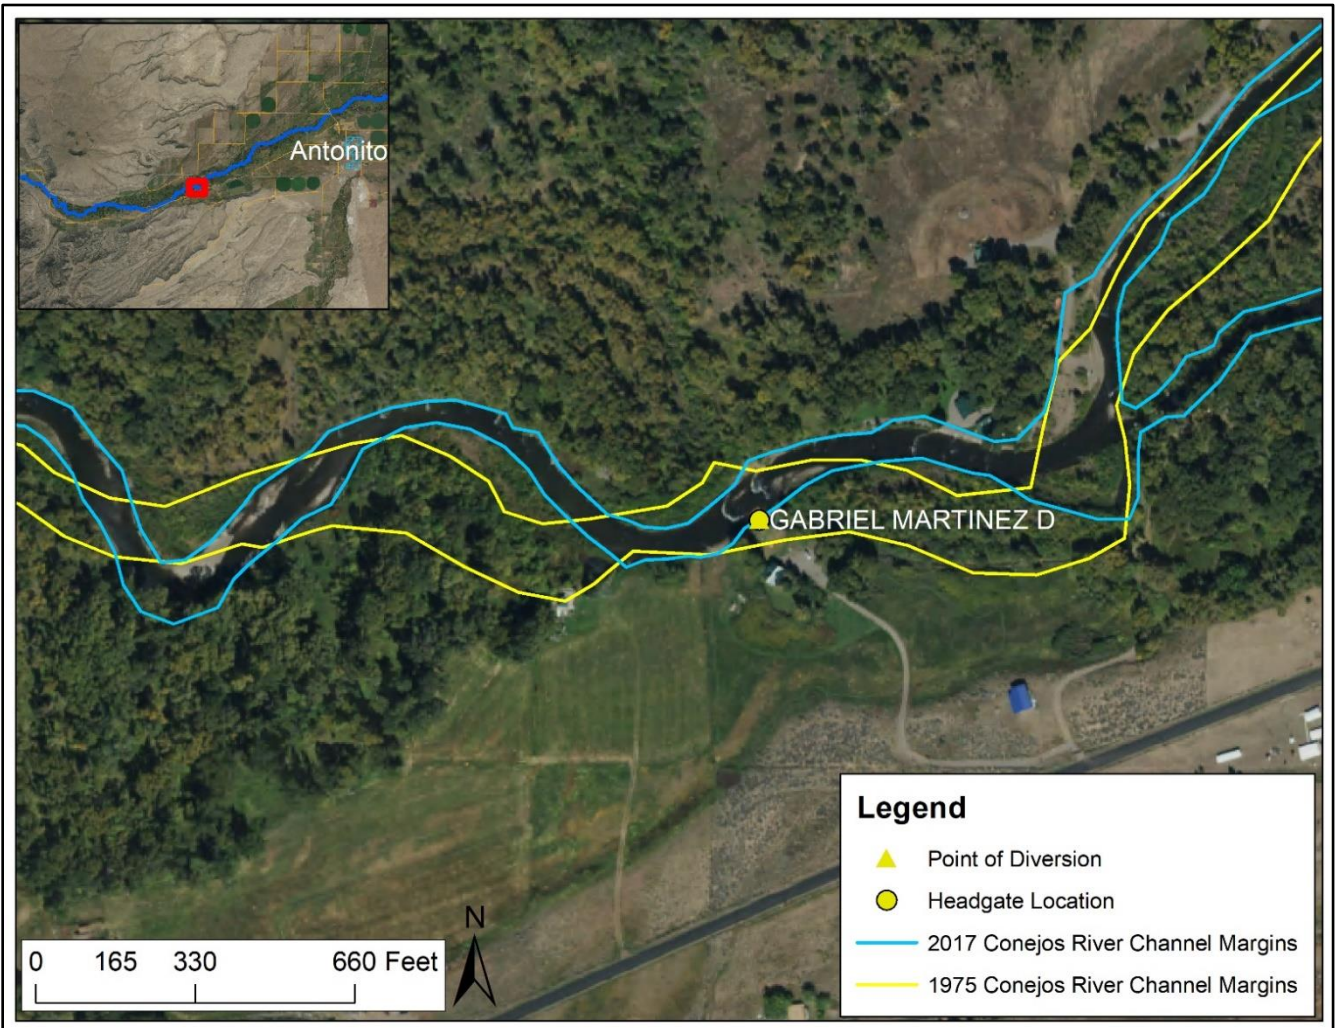 Antonito
GABRIEL MARTINEZ D
Legend
Point of Diversion
Headgate Location
2017 Conejos River Channel Margins
1975 Conejos River Channel Margins
N
0 165 330 660 Feet